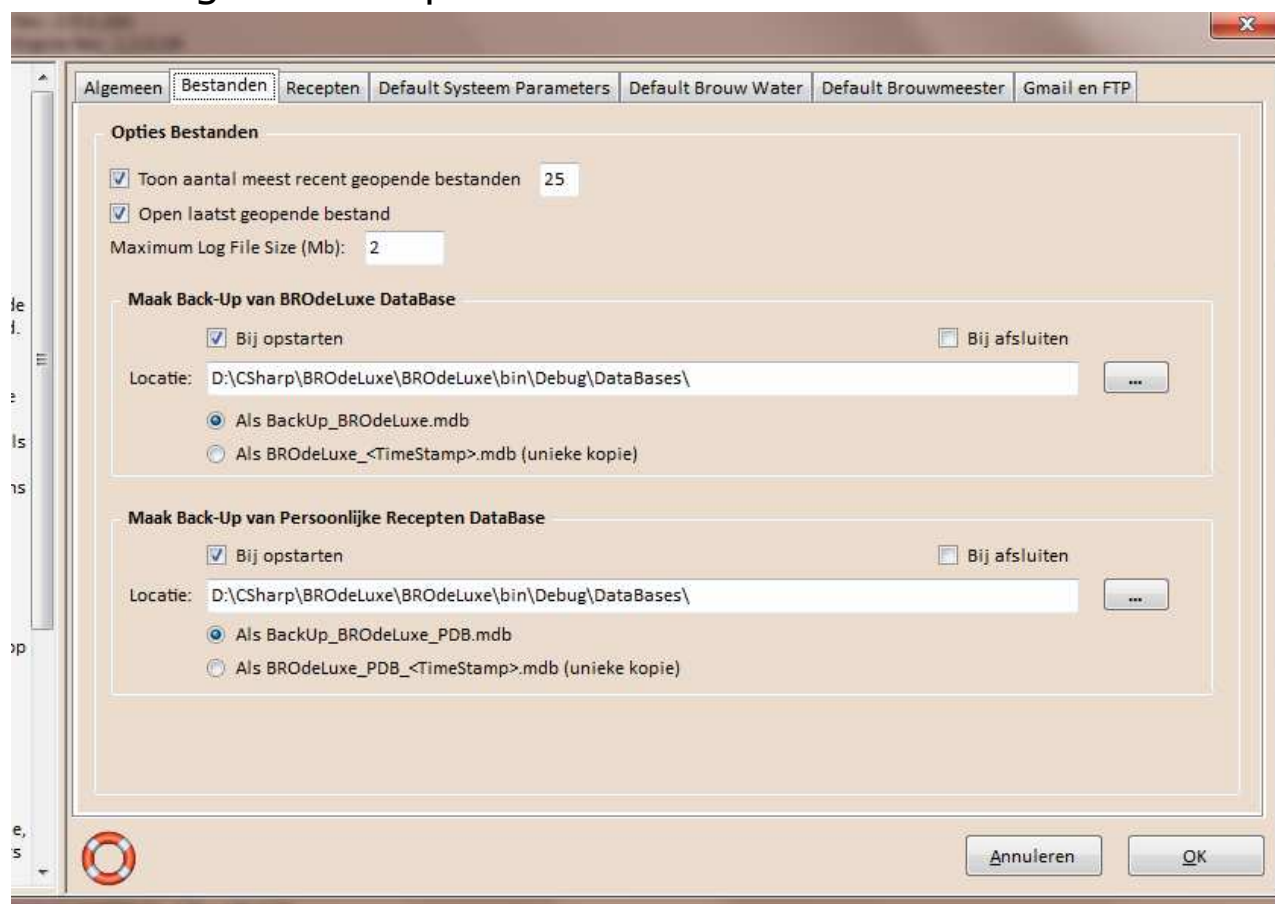 Algemeen Bestanden Recepten Default Systeem Parameters Default Brouw Water Default Brouwmeester Gmail en FTP
Opties Bestanden
Toon aantal meest recent geopende bestanden 25
Open laatst geopende bestand
Maximum Log File Size (Mb): 2
Maak Back-Up van BROdeLuxe DataBase
Bij opstarten Bij afsluiten
Locatie: D:\CSharp\BROdeLuxe\BROdeLuxe\bin\Debug\DataBases\ ...
Als BackUp_BROdeLuxe.mdb
Als BROdeLuxe_<TimeStamp>.mdb (unieke kopie)
Maak Back-Up van Persoonlijke Recepten DataBase
Bij opstarten Bij afsluiten
Locatie: D:\CSharp\BROdeLuxe\BROdeLuxe\bin\Debug\DataBases\ ...
Als BackUp_BROdeLuxe_PDB.mdb
Als BROdeLuxe_PDB_<TimeStamp>.mdb (unieke kopie)
Annuleren OK